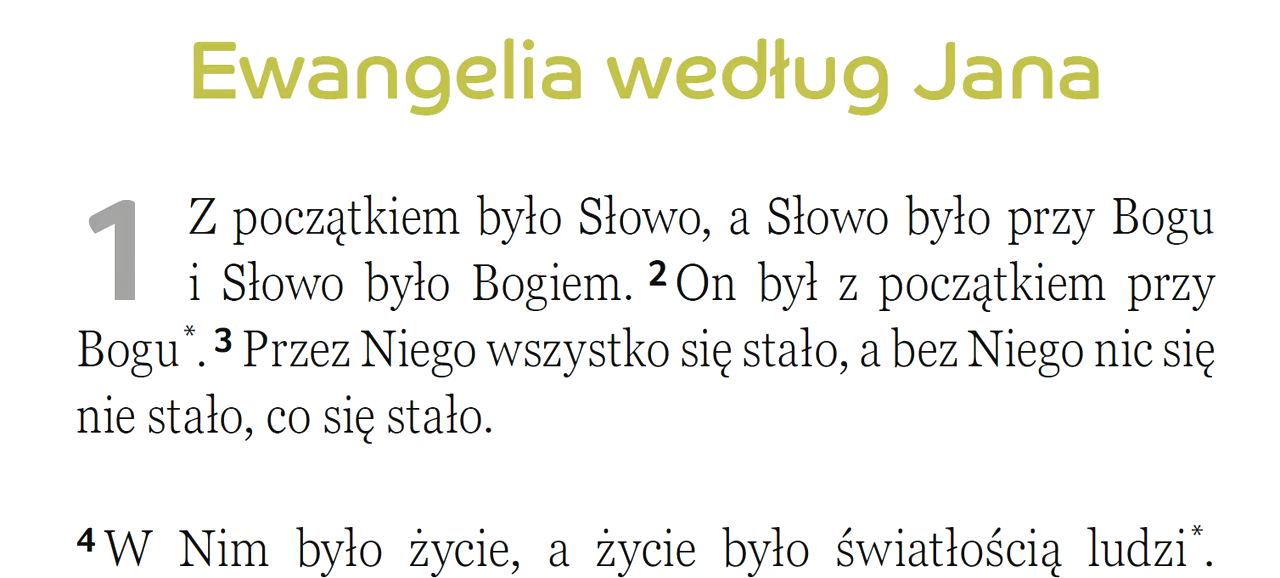 Ewangelia według Jana
1 Z początkiem było Słowo, a Słowo było przy Bogu
i Słowo było Bogiem. 2 On był z początkiem przy
Bogu*. 3 Przez Niego wszystko się stało, a bez Niego nic się
nie stało, co się stało.
4 W Nim było życie, a życie było światłością ludzi*.